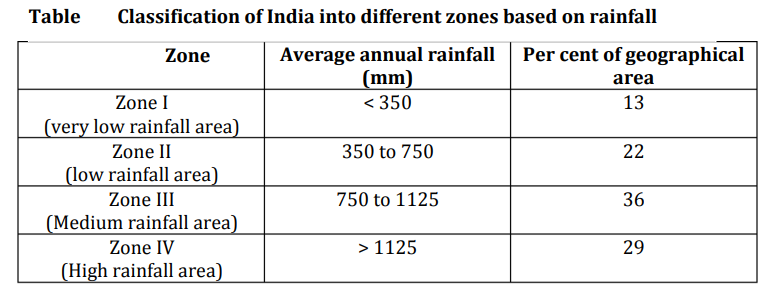 Table Classification of India into different zones based on rainfall
Zone Average annual rainfall (mm) Per cent of geographical area
Zone I (very low rainfall area) < 350 13
Zone II (low rainfall area) 350 to 750 22
Zone III (Medium rainfall area) 750 to 1125 36
Zone IV (High rainfall area) > 1125 29